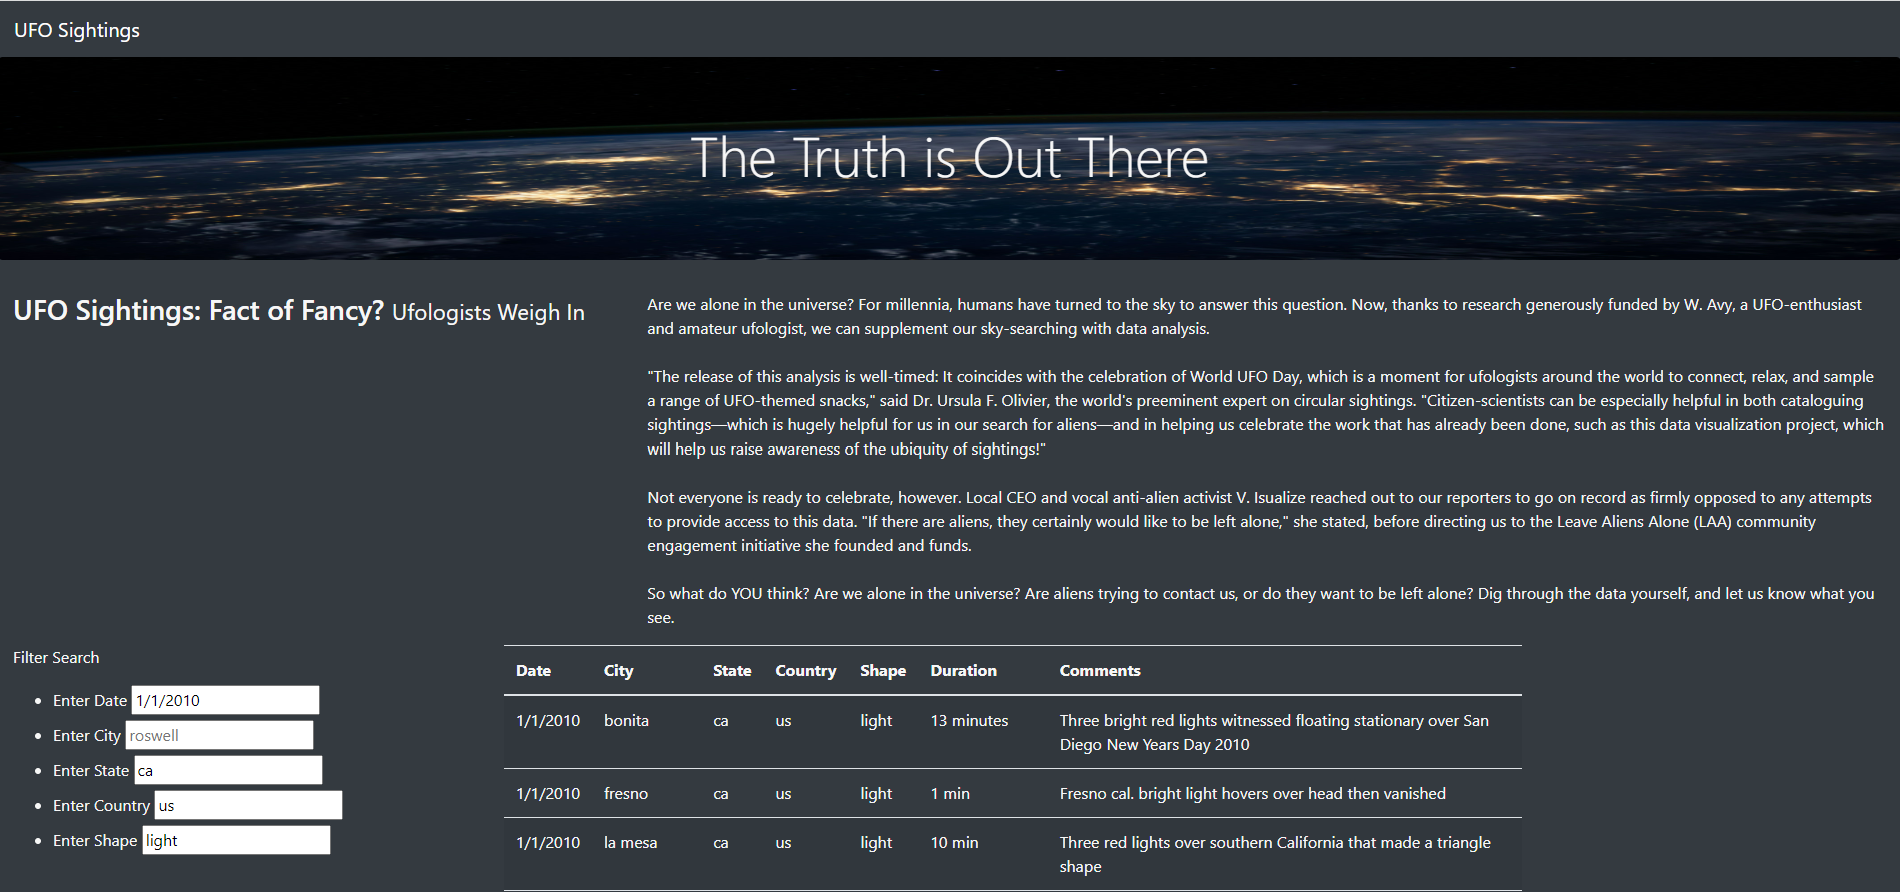 UFO Sightings
The Truth is Out There
UFO Sightings: Fact of Fancy? Ufologists Weigh In
Are we alone in the universe? For millennia, humans have turned to the sky to answer this question. Now, thanks to research generously funded by W. Avy, a UFO-enthusiast
and amateur ufologist, we can supplement our sky-searching with data analysis.
"The release of this analysis is well-timed: It coincides with the celebration of World UFO Day, which is a moment for ufologists around the world to connect, relax, and sample
a range of UFO-themed snacks," said Dr. Ursula F. Olivier, the world's preeminent expert on circular sightings. "Citizen-scientists can be especially helpful in both cataloguing
sightings—which is hugely helpful for us in our search for aliens—and in helping us celebrate the work that has already been done, such as this data visualization project, which
will help us raise awareness of the ubiquity of sightings!"
Not everyone is ready to celebrate, however. Local CEO and vocal anti-alien activist V. Isualize reached out to our reporters to go on record as firmly opposed to any attempts
to provide access to this data. "If there are aliens, they certainly would like to be left alone," she stated, before directing us to the Leave Aliens Alone (LAA) community
engagement initiative she founded and funds.
So what do YOU think? Are we alone in the universe? Are aliens trying to contact us, or do they want to be left alone? Dig through the data yourself, and let us know what you
see.
Filter Search
Enter Date 1/1/2010
Enter City roswell
Enter State ca
Enter Country us
Enter Shape light
Date City State Country Shape Duration Comments
1/1/2010 bonita ca us light 13 minutes Three bright red lights witnessed floating stationary over San
Diego New Years Day 2010
1/1/2010 fresno ca us light 1 min Fresno cal. bright light hovers over head then vanished
1/1/2010 la mesa ca us light 10 min Three red lights over southern California that made a triangle
shape